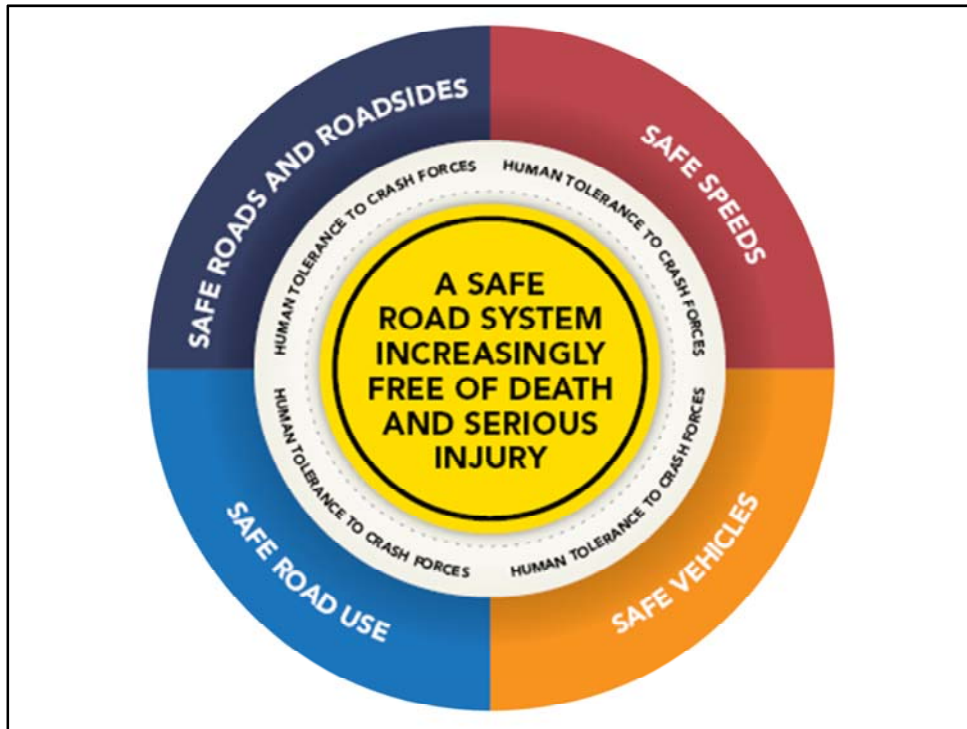 SAFE ROADS AND ROADSIDES
SAFE SPEEDS
HUMAN TOLERANCE TO CRASH FORCES
HUMAN TOLERANCE TO CRASH FORCES
A SAFE
ROAD SYSTEM
INCREASINGLY
FREE OF DEATH
AND SERIOUS
INJURY
HUMAN TOLERANCE TO CRASH FORCES
HUMAN TOLERANCE TO CRASH FORCES
SAFE ROAD USE
SAFE VEHICLES